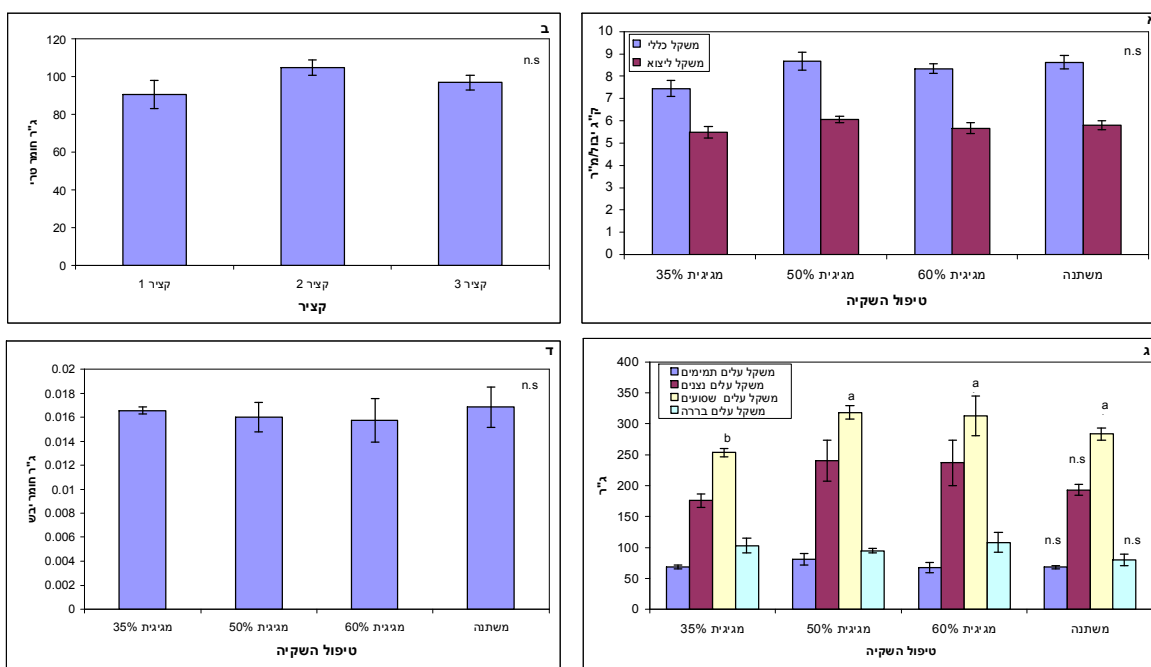 א
n.s
משקל כללי
משקל ליצוא
ק"ג יבול/מ"ר
10
9
8
7
6
5
4
3
2
1
0
מגיגית 35%
מגיגית 50%
מגיגית 60%
משתנה
טיפול השקיה
ב
n.s
ג"ר חומר טרי
120
100
80
60
40
20
0
קציר 1
קציר 2
קציר 3
קציר
ג
משקל עלים תמימים
משקל עלים נצנים
משקל עלים שסועים
משקל עלים בררה
ג"ר
400
350
300
250
200
150
100
50
0
b
a
a
a
n.s
n.s
n.s
מגיגית 35%
מגיגית 50%
מגיגית 60%
משתנה
טיפול השקיה
ד
n.s
ג"ר חומר יבש
0.02
0.018
0.016
0.014
0.012
0.01
0.008
0.006
0.004
0.002
0
מגיגית 35%
מגיגית 50%
מגיגית 60%
משתנה
טיפול השקיה